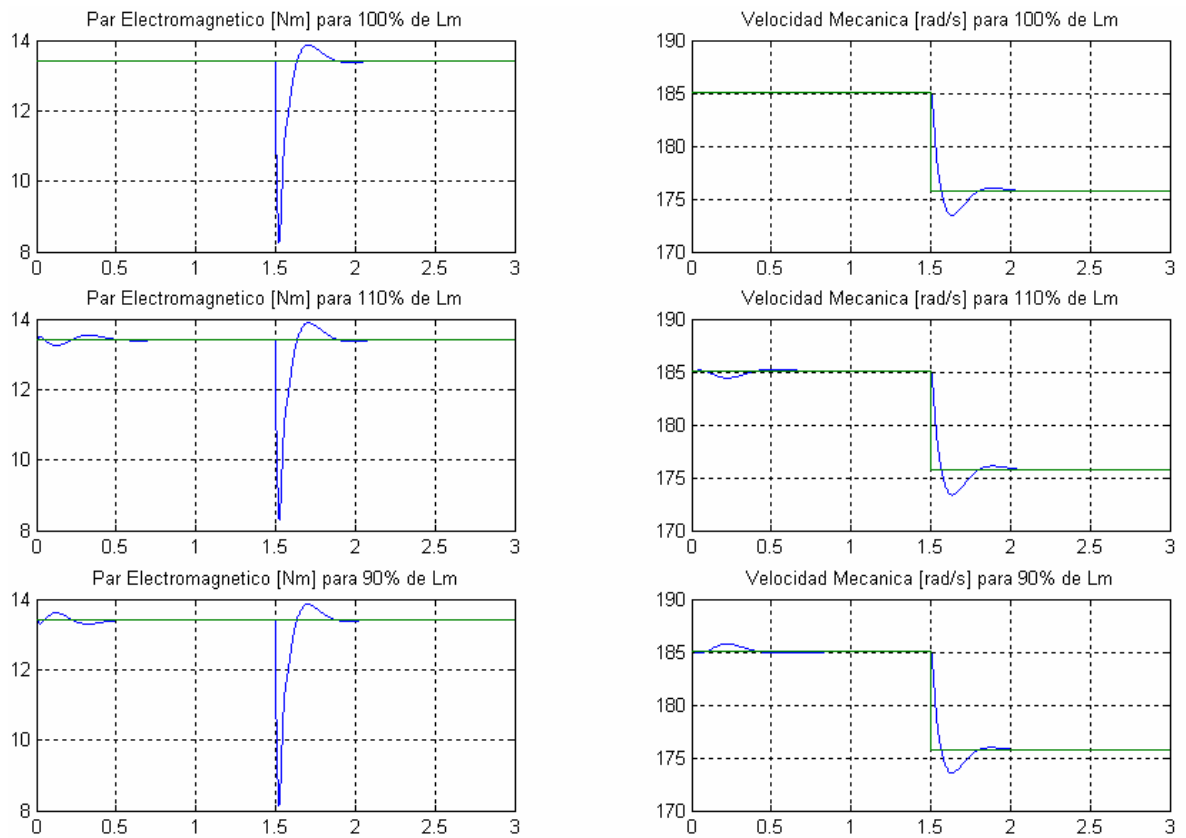 Par Electromagnetico [Nm] para 100% de Lm
14
12
10
8
0 0.5 1 1.5 2 2.5 3
Velocidad Mecanica [rad/s] para 100% de Lm
190
185
180
175
170
0 0.5 1 1.5 2 2.5 3
Par Electromagnetico [Nm] para 110% de Lm
14
12
10
8
0 0.5 1 1.5 2 2.5 3
Velocidad Mecanica [rad/s] para 110% de Lm
190
185
180
175
170
0 0.5 1 1.5 2 2.5 3
Par Electromagnetico [Nm] para 90% de Lm
14
12
10
8
0 0.5 1 1.5 2 2.5 3
Velocidad Mecanica [rad/s] para 90% de Lm
190
185
180
175
170
0 0.5 1 1.5 2 2.5 3